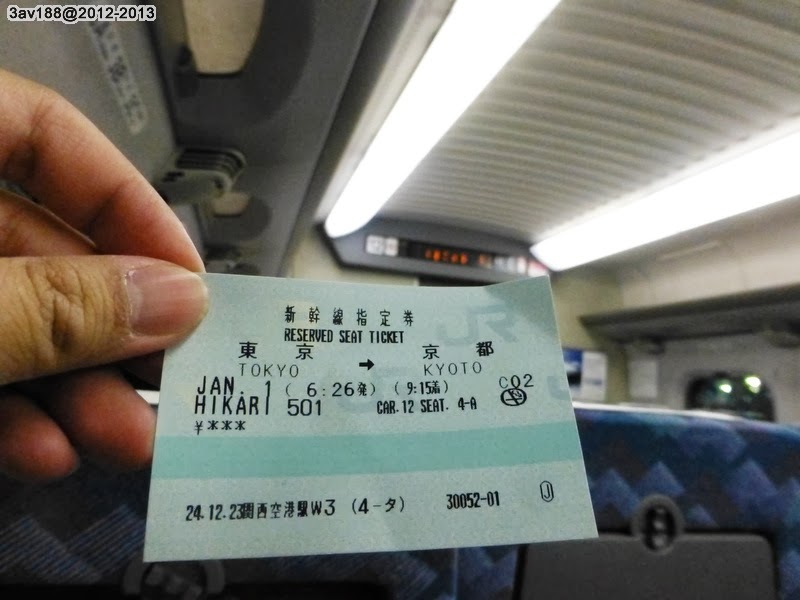 3av188@2012-2013
新幹線指定券
RESERVED SEAT TICKET
東京 → 京都
TOKYO KYOTO
JAN. 1 ( 6:26発) ( 9:15着) C02
HIKARI 501 CAR.12 SEAT. 4-A
¥***
24.12.23関西空港駅W3 (4-タ) 30052-01